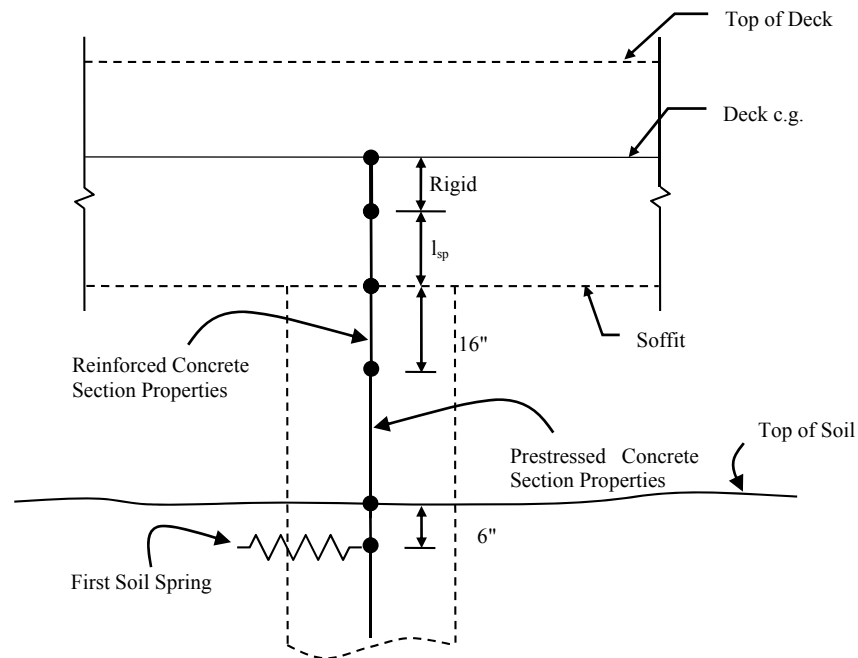 Top of Deck
Deck c.g.
Rigid
lsp
Soffit
16"
Reinforced Concrete
Section Properties
Top of Soil
Prestressed Concrete
Section Properties
6"
First Soil Spring